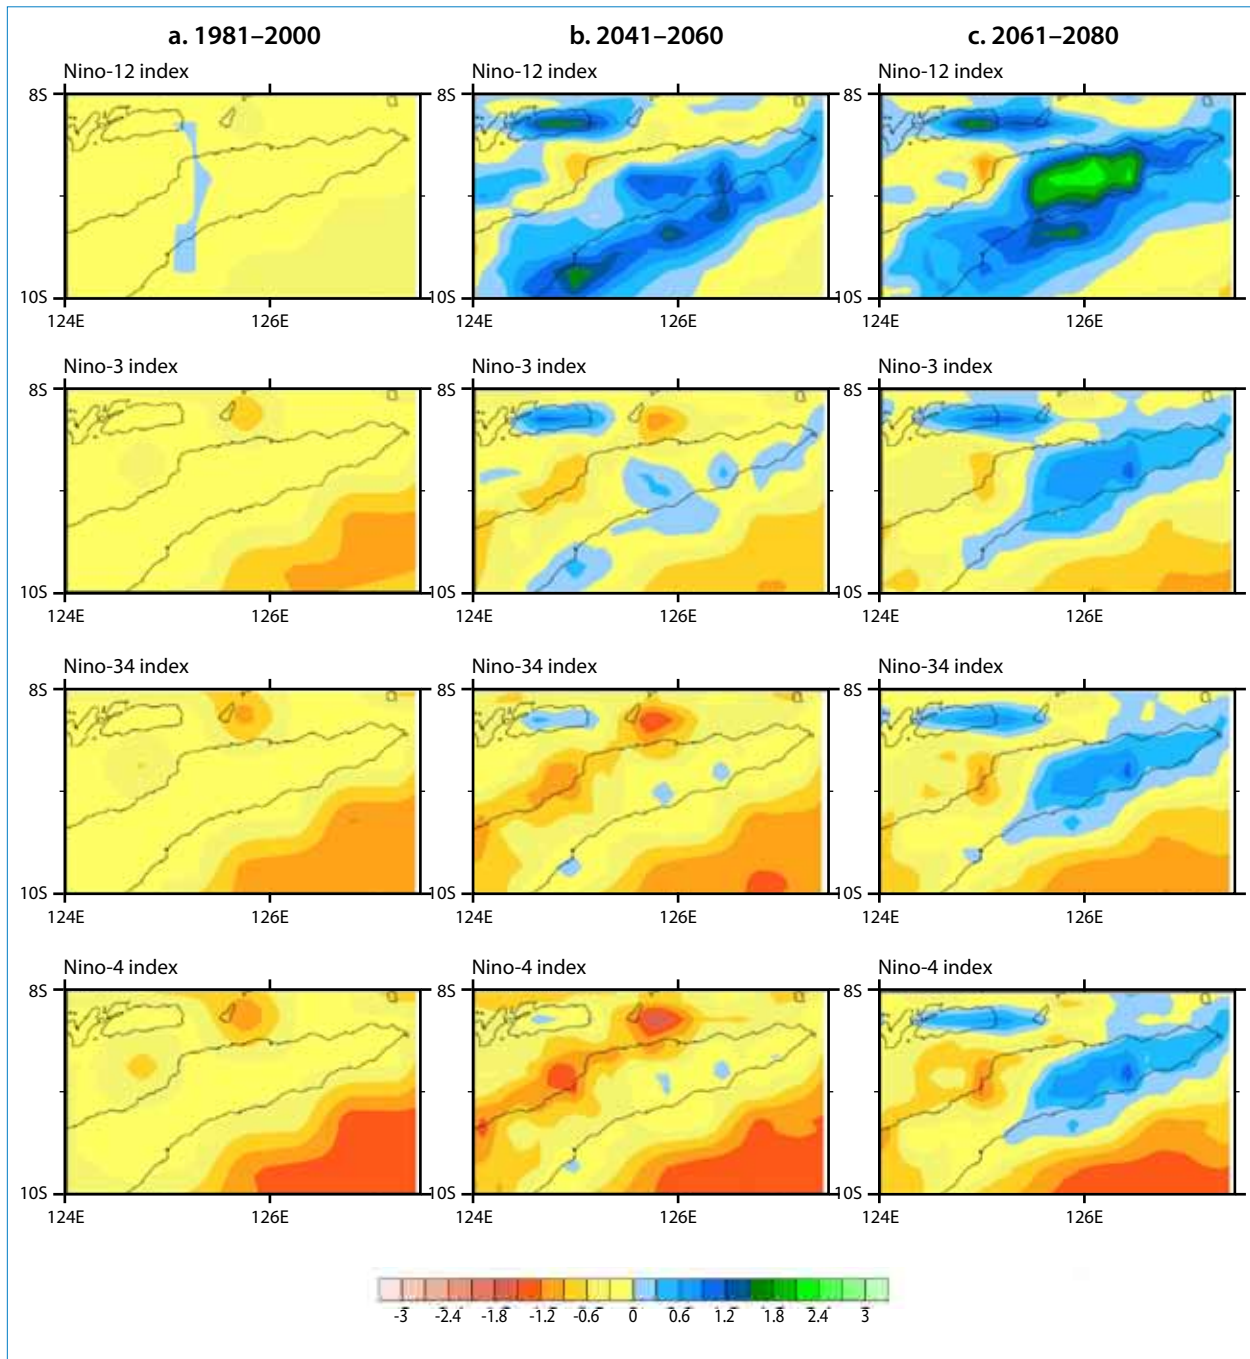 a. 1981–2000 b. 2041–2060 c. 2061–2080
Nino-12 index Nino-12 index Nino-12 index
8S 8S 8S
10S 10S 10S
124E 126E 124E 126E 124E 126E
Nino-3 index Nino-3 index Nino-3 index
8S 8S 8S
10S 10S 10S
124E 126E 124E 126E 124E 126E
Nino-34 index Nino-34 index Nino-34 index
8S 8S 8S
10S 10S 10S
124E 126E 124E 126E 124E 126E
Nino-4 index Nino-4 index Nino-4 index
8S 8S 8S
10S 10S 10S
124E 126E 124E 126E 124E 126E
-3 -2.4 -1.8 -1.2 -0.6 0 0.6 1.2 1.8 2.4 3